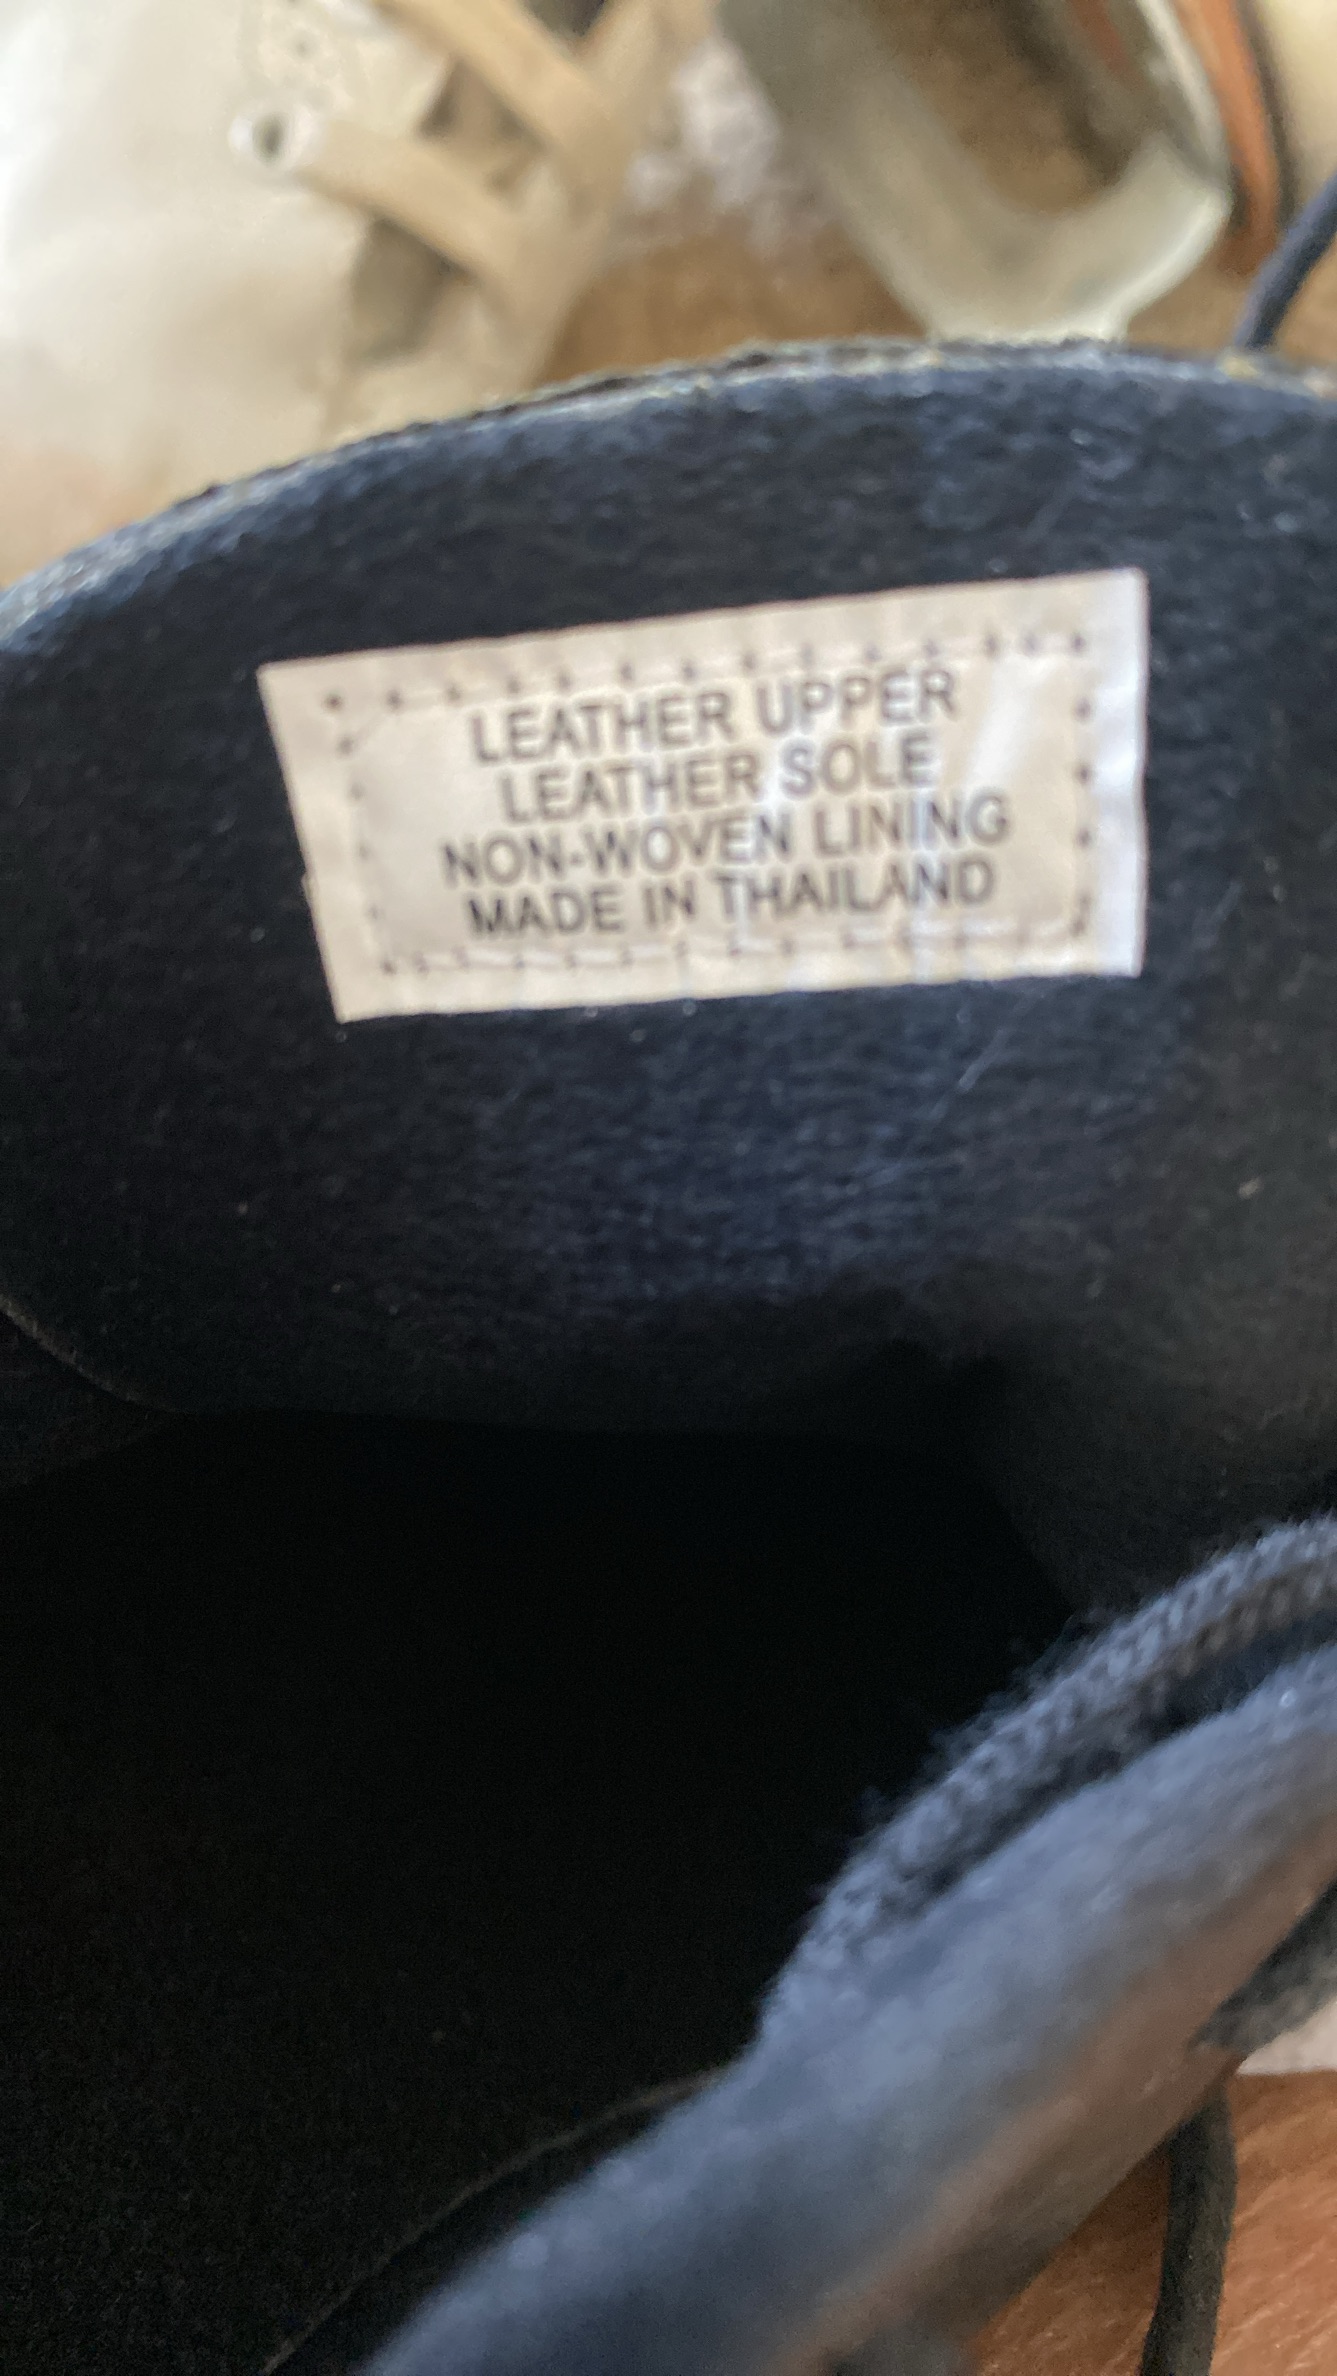 LEATHER UPPER
LEATHER SOLE
NON-WOVEN LINING
MADE IN THAILAND